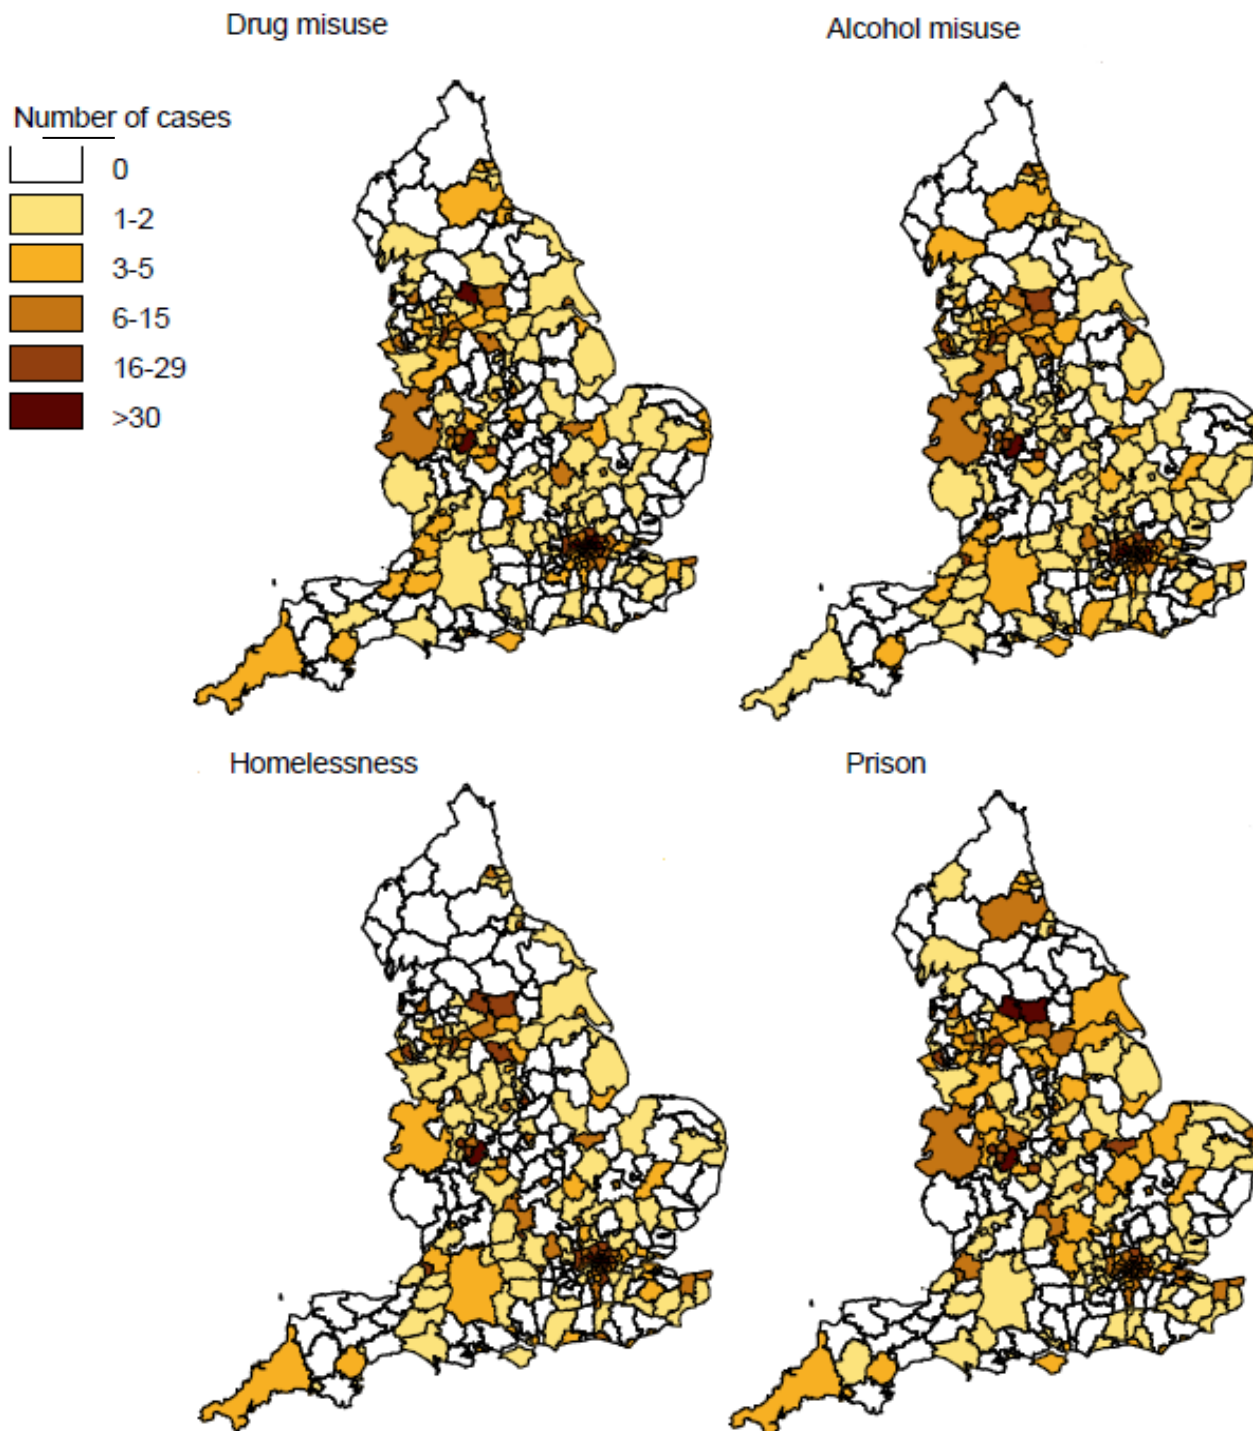 Drug misuse
Alcohol misuse
Number of cases
0
1-2
3-5
6-15
16-29
>30
Homelessness
Prison